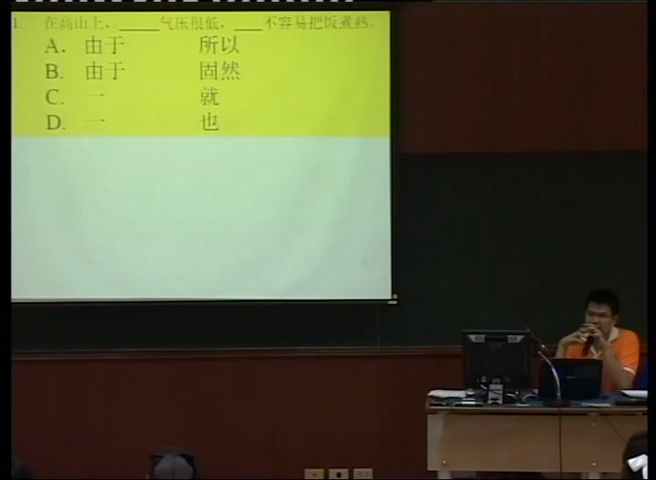 1. 在高山上，____气压很低，___不容易把饭煮熟。
A. 由于 所以
B. 由于 固然
C. 一 就
D. 一 也